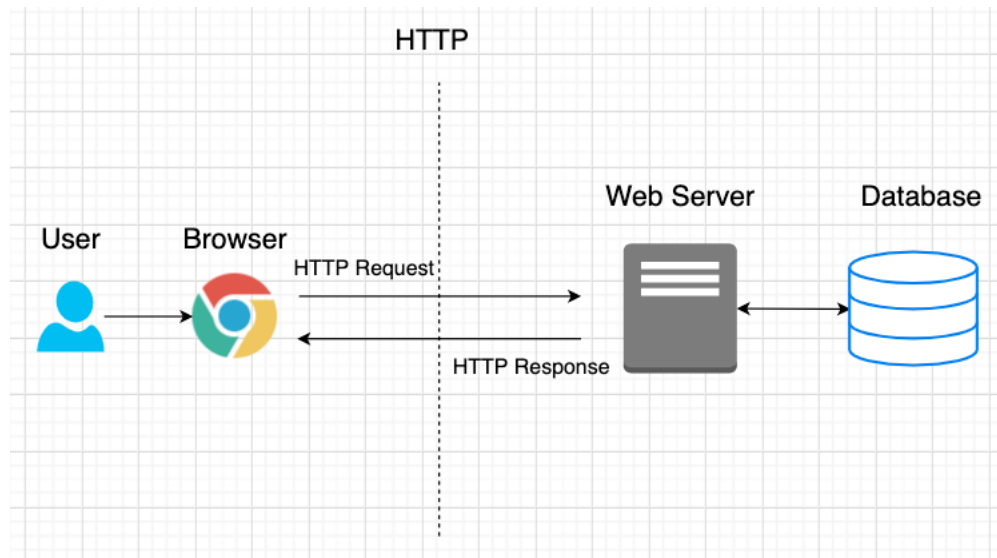 HTTP
Web Server
Database
User
Browser
HTTP Request
HTTP Response